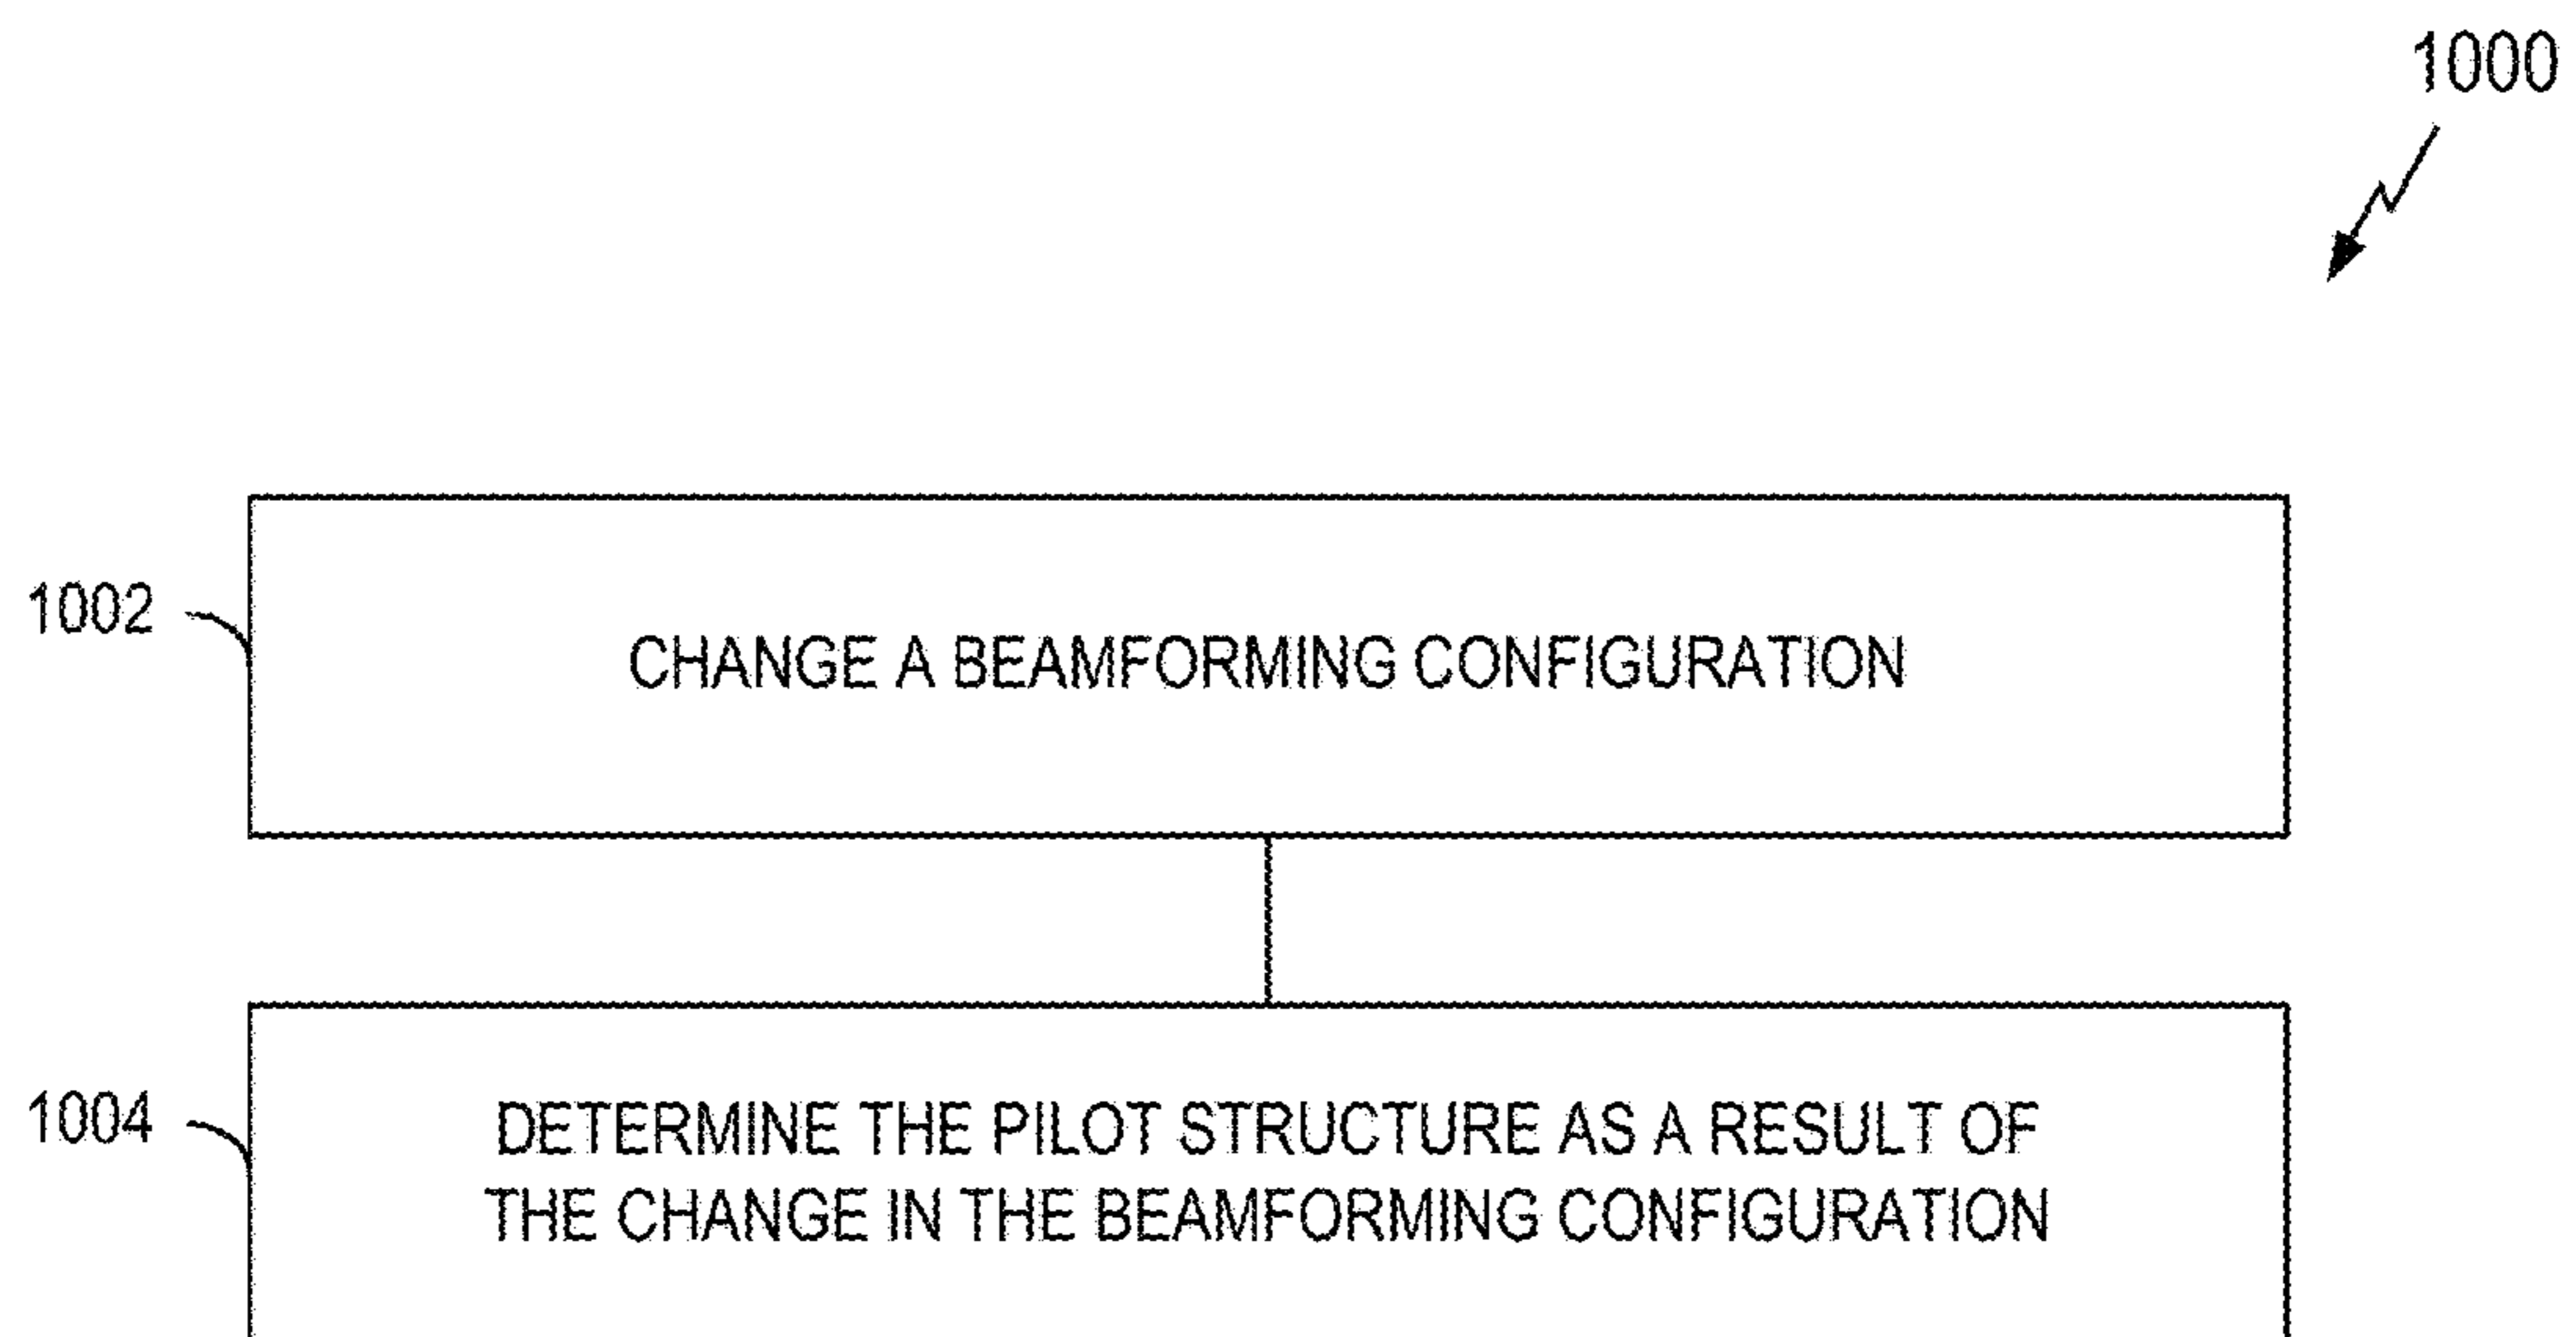 1000
1002
CHANGE A BEAMFORMING CONFIGURATION
1004
DETERMINE THE PILOT STRUCTURE AS A RESULT OF
THE CHANGE IN THE BEAMFORMING CONFIGURATION